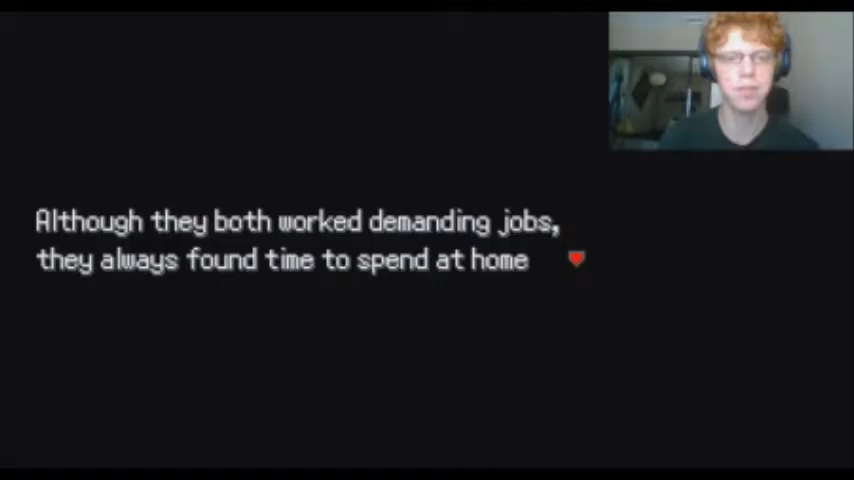 Although they both worked demanding jobs,
they always found time to spend at home